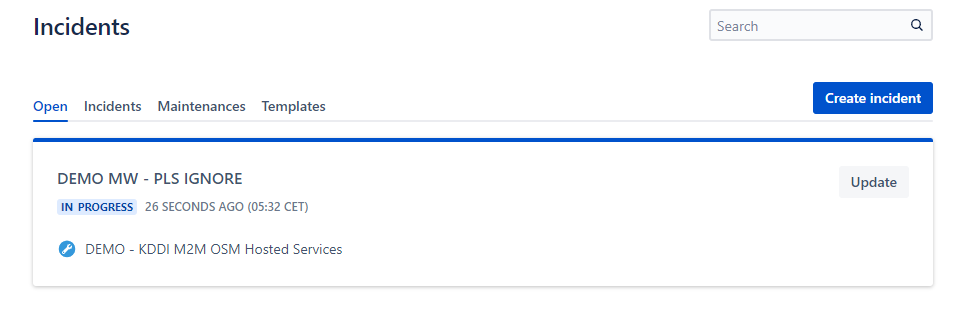 Incidents
Search
Open Incidents Maintenances Templates
Create incident
DEMO MW - PLS IGNORE
Update
IN PROGRESS 26 SECONDS AGO (05:32 CET)
DEMO - KDDI M2M OSM Hosted Services